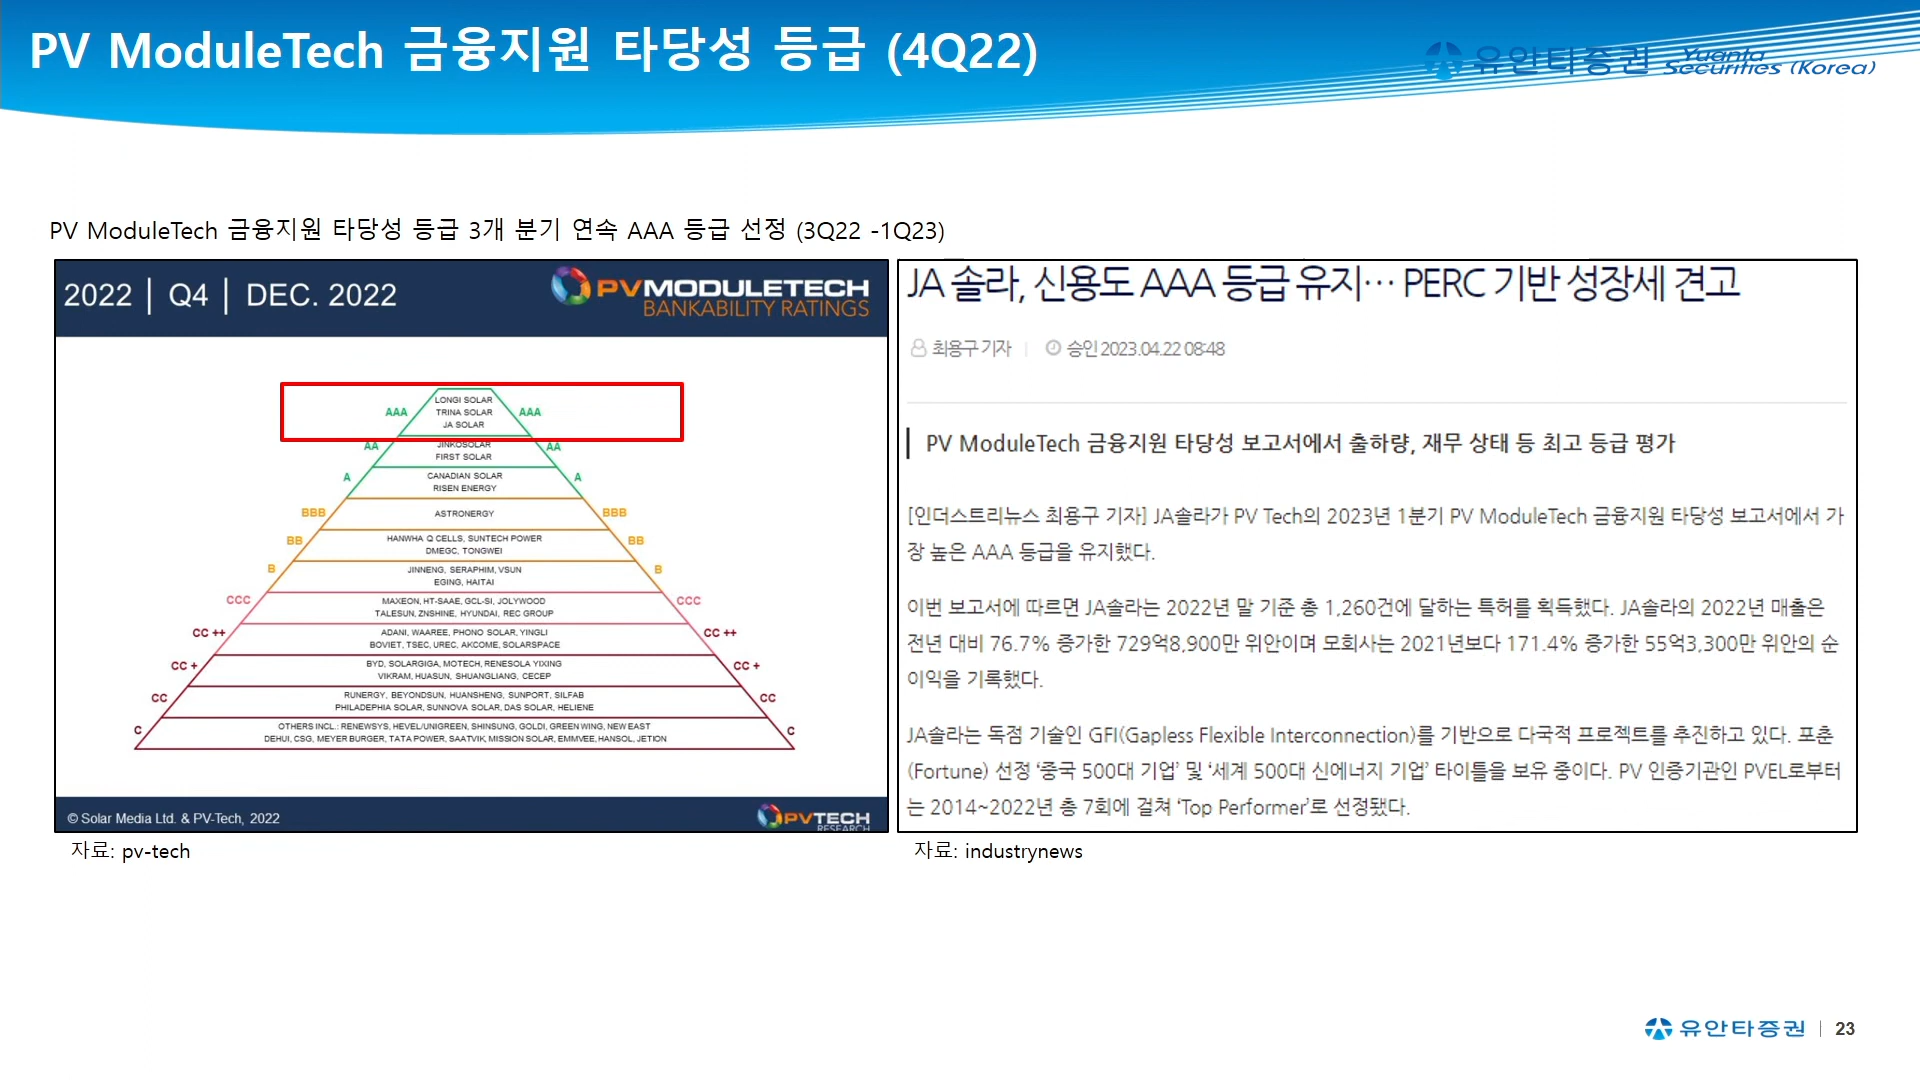 PV ModuleTech 금융지원 타당성 등급 (4Q22)
유안타증권 Yuanta Securities (Korea)
PV ModuleTech 금융지원 타당성 등급 3개 분기 연속 AAA 등급 선정 (3Q22 -1Q23)
2022 | Q4 | DEC. 2022
PVMODULETECH
BANKABILITY RATINGS
LONGI SOLAR
AAA TRINA SOLAR AAA
JA SOLAR
AA JINKOSOLAR AA
FIRST SOLAR
A CANADIAN SOLAR A
RISEN ENERGY
BBB ASTRONERGY BBB
BB HANWHA Q CELLS, SUNTECH POWER BB
DMEGC, TONGWEI
B JINNENG, SERAPHIM, VSUN B
EGING, HAITAI
CCC MAXEON, HT-SAAE, GCL-SI, JOLYWOOD CCC
TALESUN, ZNSHINE, HYUNDAI, REC GROUP
CC ++ ADANI, WAAREE, PHONO SOLAR, YINGLI CC ++
BOVIET, TSEC, UREC, AKCOME, SOLARSPACE
CC + BYD, SOLARGIGA, MOTECH, RENESOLA YIXING CC +
VIKRAM, HUASUN, SHUANGLIANG, CECEP
CC RUNERGY, BEYONDSUN, HUANSHENG, SUNPORT, SILFAB CC
PHILADEPHIA SOLAR, SUNNOVA SOLAR, DAS SOLAR, HELIENE
C OTHERS INCL.: RENEWSYS, HEVEL/UNIGREEN, SHINSUNG, GOLDI, GREEN WING, NEW EAST C
DEHUI, CSG, MEYER BURGER, TATA POWER, SAATVIK, MISSION SOLAR, EMMVEE, HANSOL, JETION
© Solar Media Ltd. & PV-Tech, 2022
PVTECH
RESEARCH
자료: pv-tech
JA 솔라, 신용도 AAA 등급 유지… PERC 기반 성장세 견고
최용구 기자 | 승인 2023.04.22 08:48
PV ModuleTech 금융지원 타당성 보고서에서 출하량, 재무 상태 등 최고 등급 평가
[인더스트리뉴스 최용구 기자] JA솔라가 PV Tech의 2023년 1분기 PV ModuleTech 금융지원 타당성 보고서에서 가
장 높은 AAA 등급을 유지했다.
이번 보고서에 따르면 JA솔라는 2022년 말 기준 총 1,260건에 달하는 특허를 획득했다. JA솔라의 2022년 매출은
전년 대비 76.7% 증가한 729억8,900만 위안이며 모회사는 2021년보다 171.4% 증가한 55억3,300만 위안의 순
이익을 기록했다.
JA솔라는 독점 기술인 GFI(Gapless Flexible Interconnection)를 기반으로 다국적 프로젝트를 추진하고 있다. 포춘
(Fortune) 선정 ‘중국 500대 기업’ 및 ‘세계 500대 신에너지 기업’ 타이틀을 보유 중이다. PV 인증기관인 PVEL로부터
는 2014~2022년 총 7회에 걸쳐 ‘Top Performer’로 선정됐다.
자료: industrynews
유안타증권 | 23